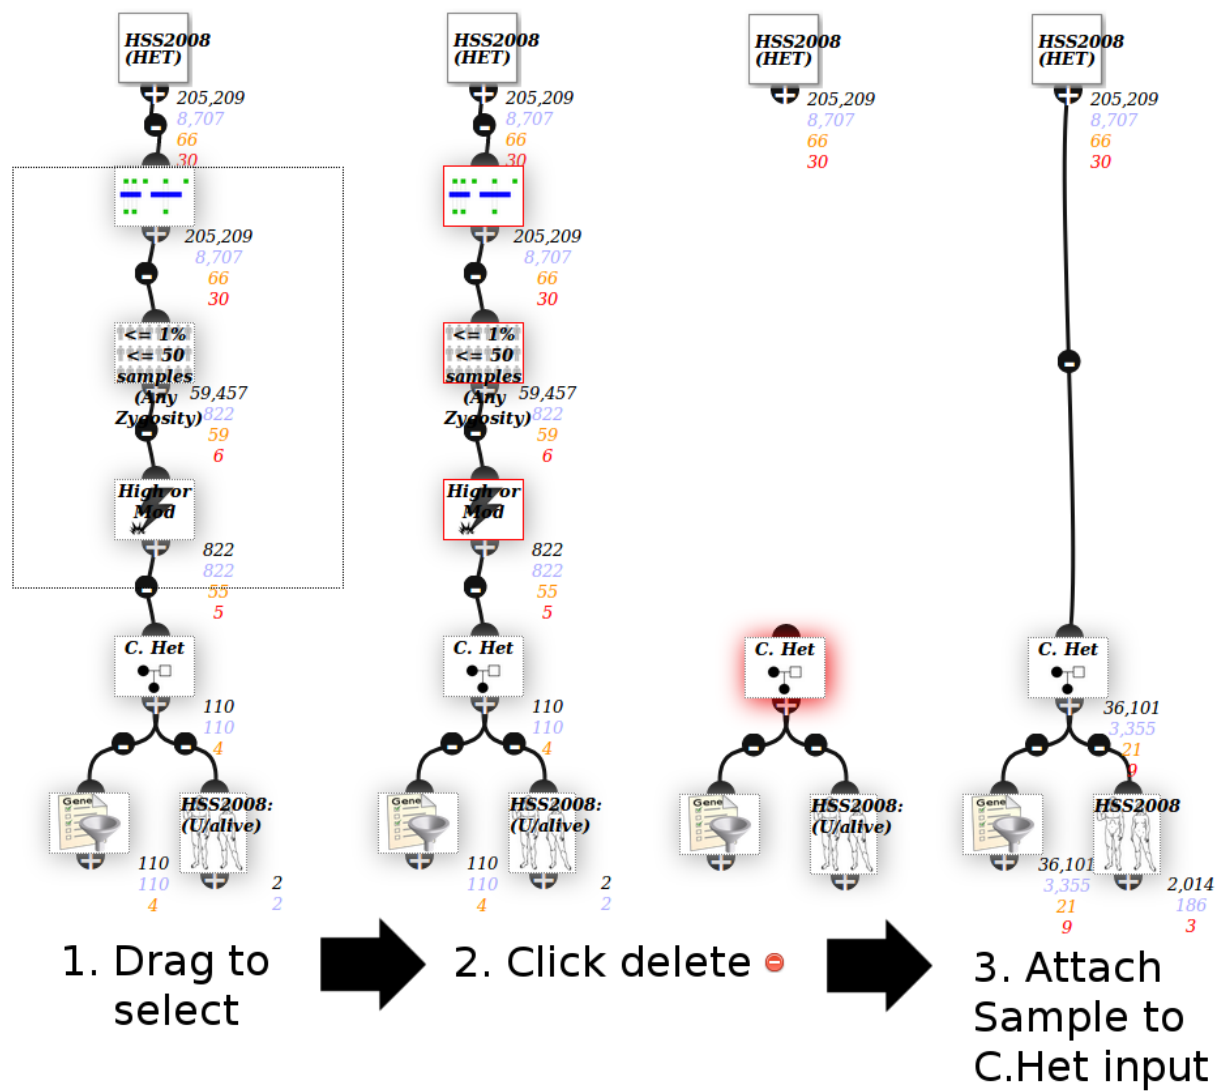 HSS2008
(HET)
205,209
8,707
66
30
205,209
8,707
66
30
<= 1%
<= 50
samples
(Any
Zygosity)
59,457
822
59
6
High or
Mod
822
822
55
5
C. Het
110
110
4
Gene
110
110
4
HSS2008:
(U/alive)
2
2
1. Drag to
select
HSS2008
(HET)
205,209
8,707
66
30
205,209
8,707
66
30
<= 1%
<= 50
samples
(Any
Zygosity)
59,457
822
59
6
High or
Mod
822
822
55
5
C. Het
110
110
4
Gene
110
110
4
HSS2008:
(U/alive)
2
2
2. Click delete
HSS2008
(HET)
205,209
8,707
66
30
C. Het
Gene
HSS2008:
(U/alive)
HSS2008
(HET)
205,209
8,707
66
30
C. Het
36,101
3,355
21
9
Gene
36,101
3,355
21
9
HSS2008
2,014
186
3
3. Attach
Sample to
C.Het input